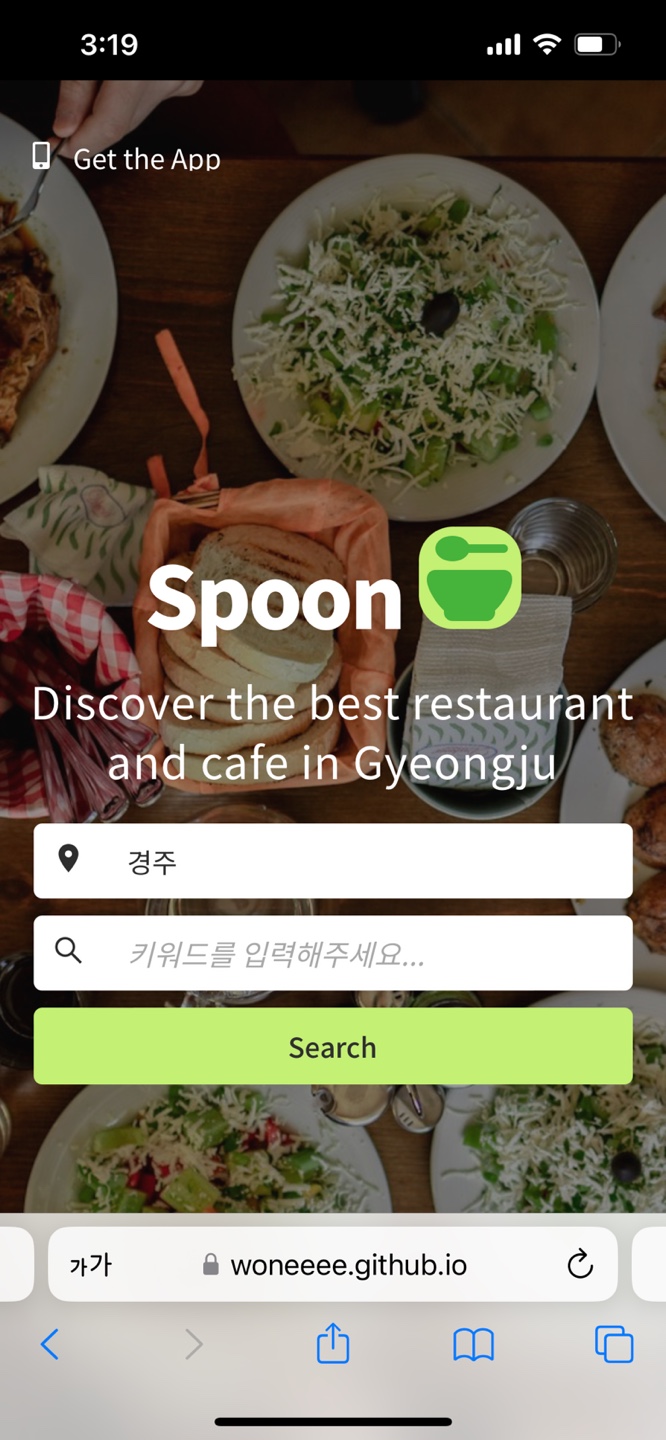 3:19
Get the App
Spoon
Discover the best restaurant
and cafe in Gyeongju
경주
키워드를 입력해주세요...
Search
가가 woneeee.github.io